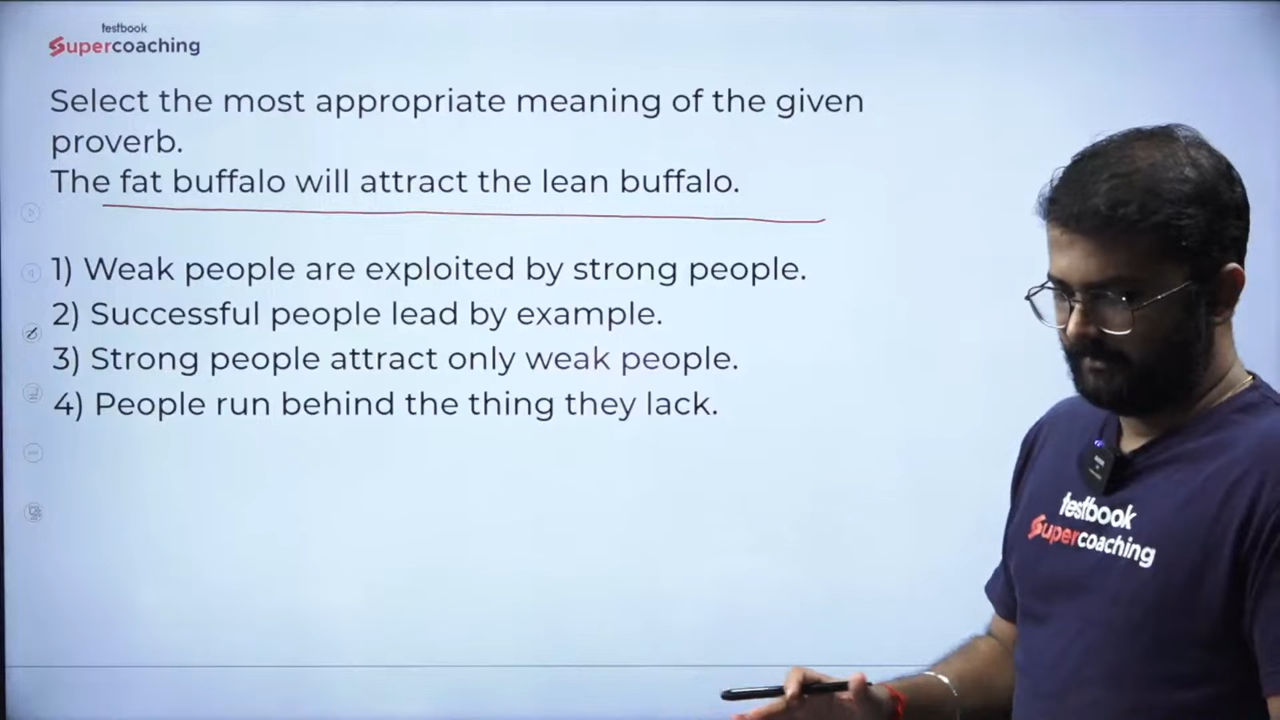 testbook
Supercoaching
Select the most appropriate meaning of the given
proverb.
The fat buffalo will attract the lean buffalo.
1) Weak people are exploited by strong people.
2) Successful people lead by example.
3) Strong people attract only weak people.
4) People run behind the thing they lack.
testbook
Supercoaching